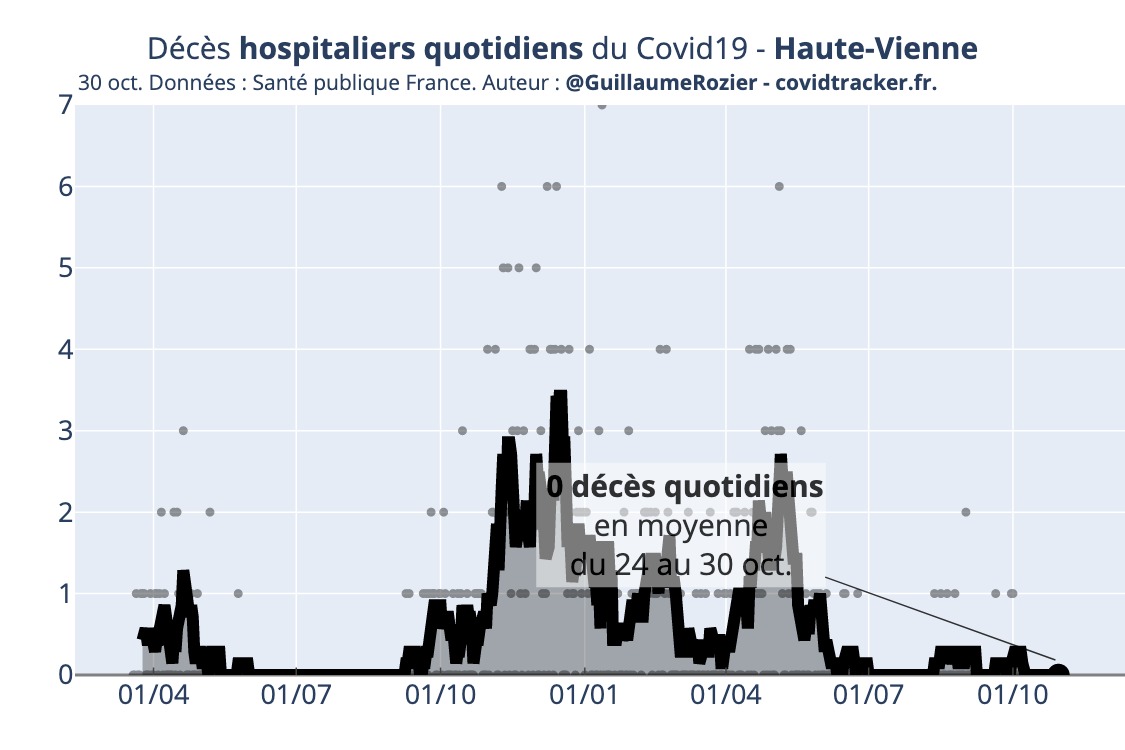 Décès hospitaliers quotidiens du Covid19 - Haute-Vienne
30 oct. Données : Santé publique France. Auteur : @GuillaumeRozier - covidtracker.fr.
7
6
5
4
3
2
1
0
0 décès quotidiens
en moyenne
du 24 au 30 oct.
01/04 01/07 01/10 01/01 01/04 01/07 01/10